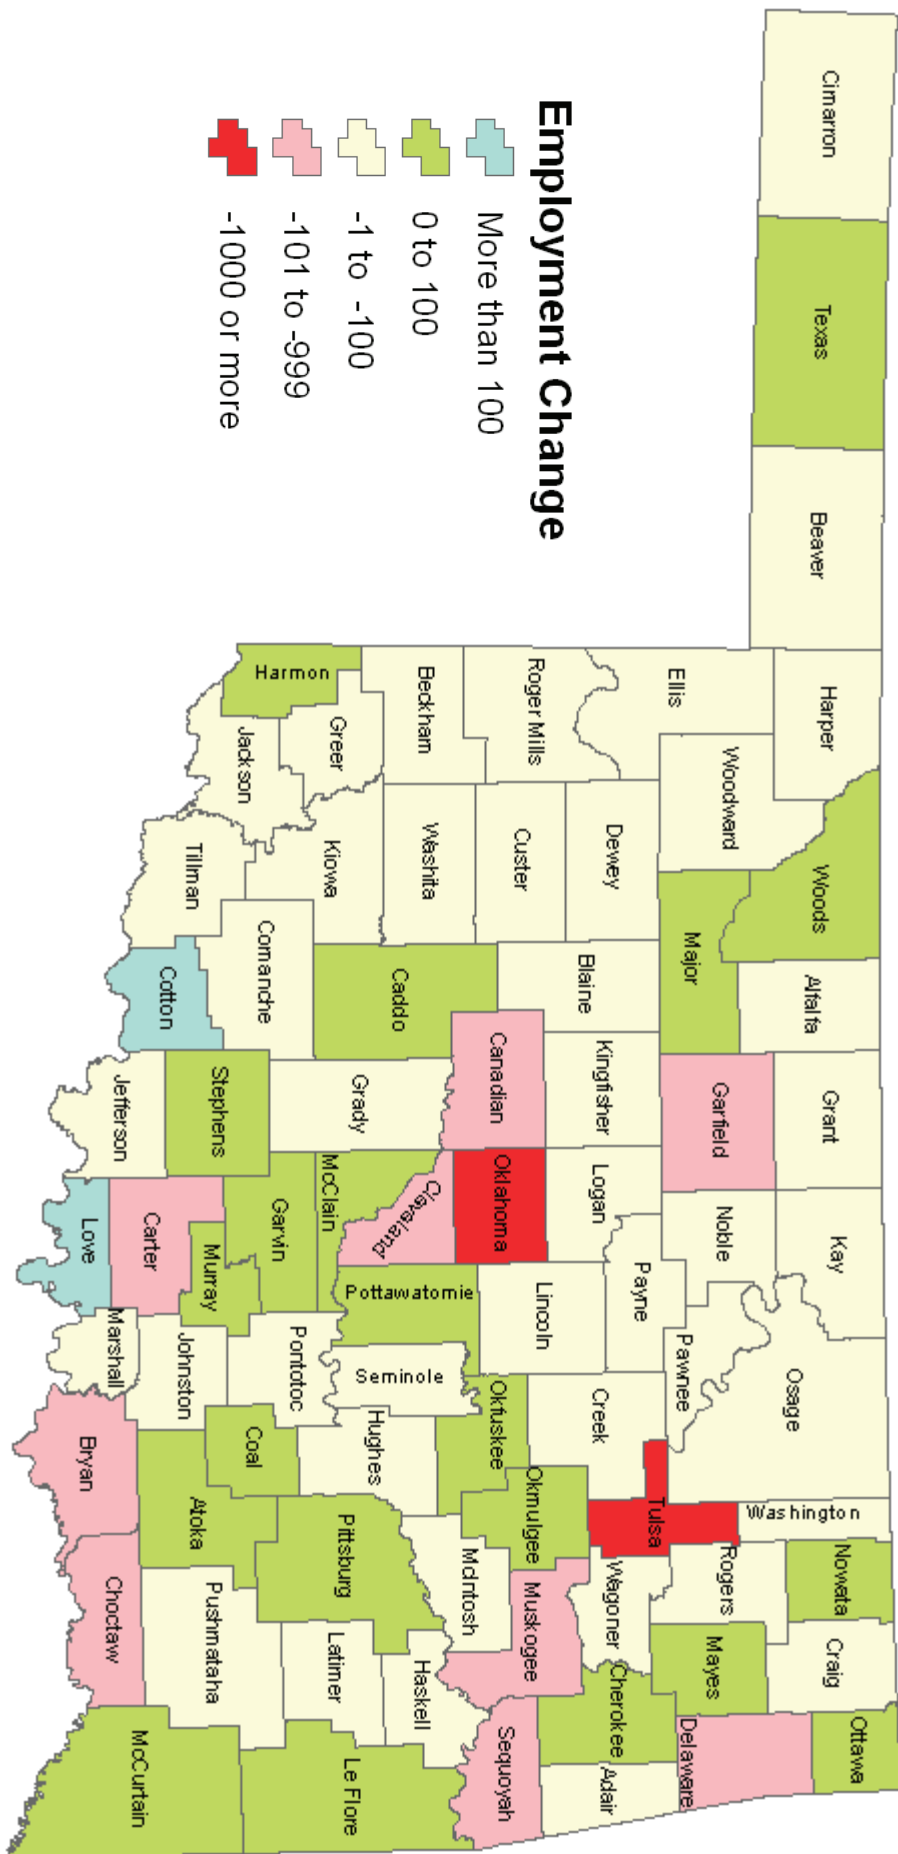 Cimarron
Texas
Beaver
Harper
Woods
Alfalfa
Grant
Kay
Osage
Washington
Nowata
Craig
Ottawa
Ellis
Woodward
Major
Garfield
Noble
Pawnee
Rogers
Mayes
Delaware
Roger Mills
Dewey
Blaine
Kingfisher
Logan
Payne
Creek
Tulsa
Wagoner
Cherokee
Adair
Beckham
Custer
Washita
Canadian
Oklahoma
Lincoln
Okfuskee
Okmulgee
Muskogee
Sequoyah
Harmon
Greer
Kiowa
Caddo
Grady
Cleveland
McClain
Pottawatomie
Seminole
Hughes
McIntosh
Haskell
Jackson
Tillman
Comanche
Stephens
Garvin
Pontotoc
Coal
Pittsburg
Latimer
Le Flore
Cotton
Jefferson
Carter
Murray
Johnston
Atoka
Pushmataha
McCurtain
Love
Marshall
Bryan
Choctaw
Employment Change
More than 100
0 to 100
-1 to -100
-101 to -999
-1000 or more